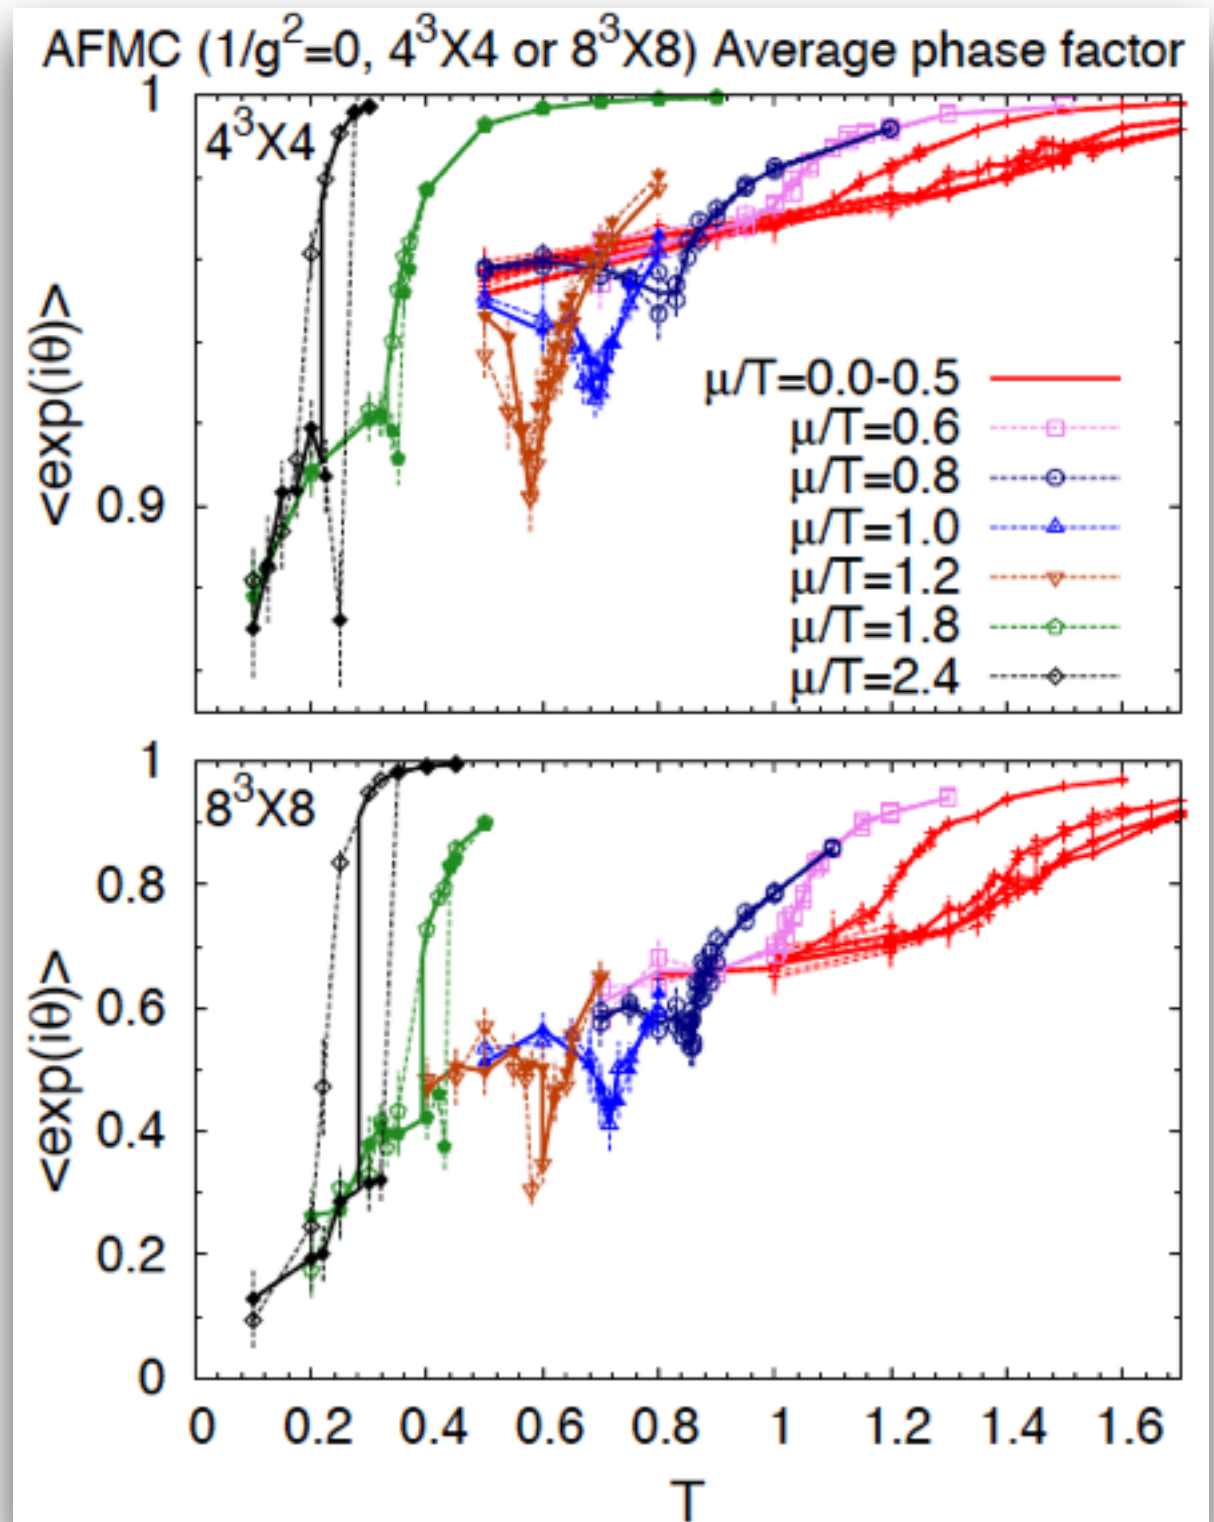 AFMC (1/g²=0, 4³X4 or 8³X8) Average phase factor
4³X4
1
0.9
<exp(iθ)>
μ/T=0.0-0.5
μ/T=0.6
μ/T=0.8
μ/T=1.0
μ/T=1.2
μ/T=1.8
μ/T=2.4
8³X8
1
0.8
0.6
0.4
0.2
0
<exp(iθ)>
0 0.2 0.4 0.6 0.8 1 1.2 1.4 1.6
T